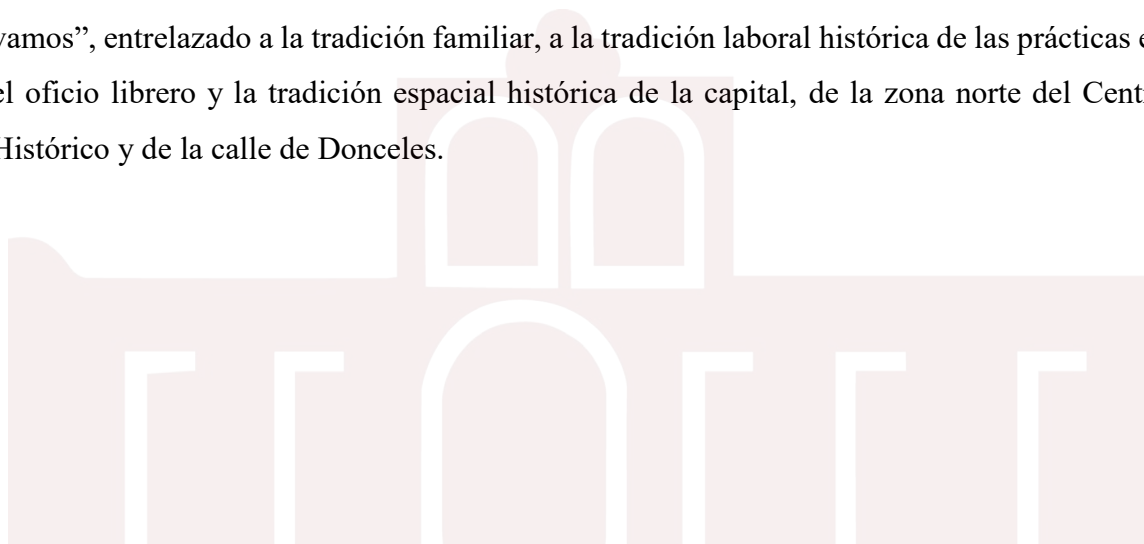 vamos”, entrelazado a la tradición familiar, a la tradición laboral histórica de las prácticas e
el oficio librero y la tradición espacial histórica de la capital, de la zona norte del Cent
Histórico y de la calle de Donceles.